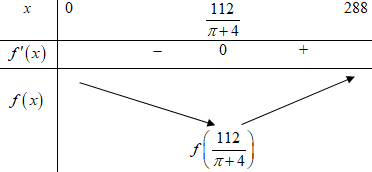 x 0 112/(π+4) 288
f'(x) − 0 +
f(x)
f(112/(π+4))